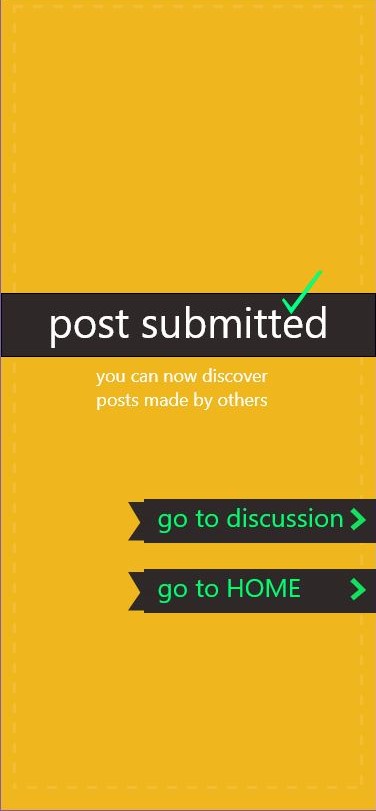 post submitted
you can now discover
posts made by others
go to discussion
go to HOME